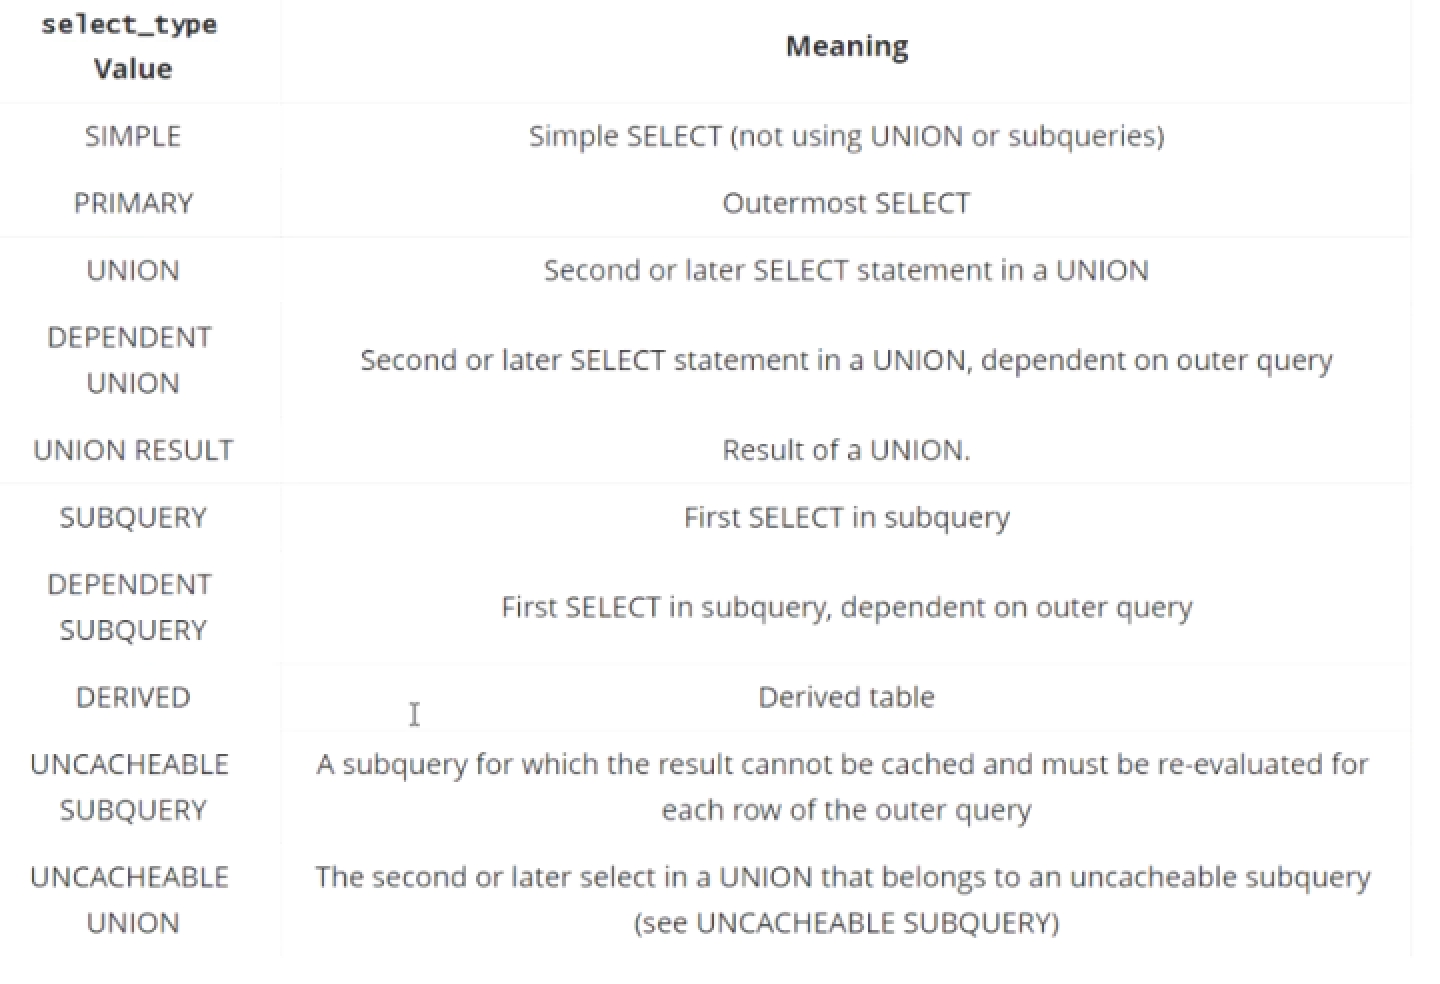 select_type
Value
Meaning
SIMPLE
Simple SELECT (not using UNION or subqueries)
PRIMARY
Outermost SELECT
UNION
Second or later SELECT statement in a UNION
DEPENDENT
UNION
Second or later SELECT statement in a UNION, dependent on outer query
UNION RESULT
Result of a UNION.
SUBQUERY
First SELECT in subquery
DEPENDENT
SUBQUERY
First SELECT in subquery, dependent on outer query
DERIVED
Derived table
UNCACHEABLE
SUBQUERY
A subquery for which the result cannot be cached and must be re-evaluated for
each row of the outer query
UNCACHEABLE
UNION
The second or later select in a UNION that belongs to an uncacheable subquery
(see UNCACHEABLE SUBQUERY)